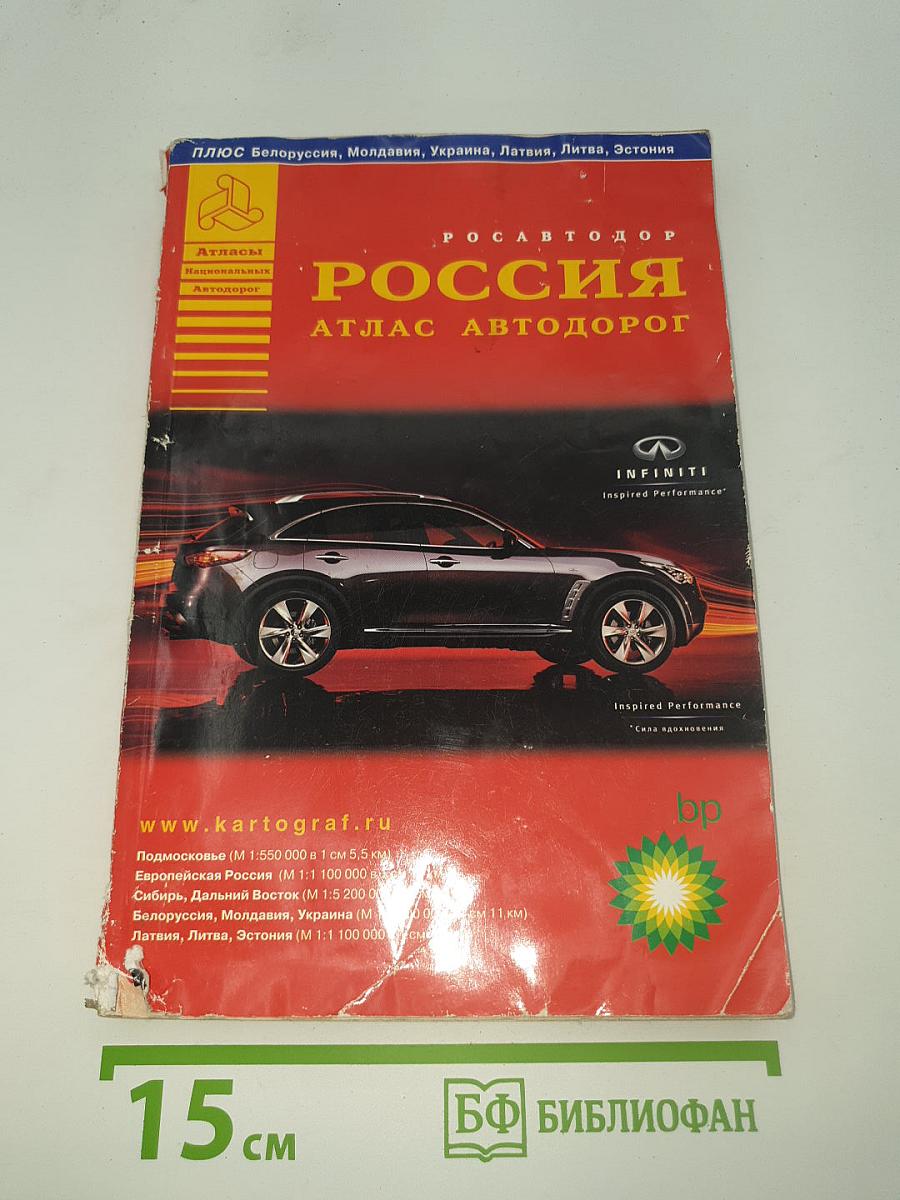 ПЛЮС Белоруссия, Молдавия, Украина, Латвия, Литва, Эстония
Атласы
Национальных
Автодорог
РОСАВТОДОР
РОССИЯ
АТЛАС АВТОДОРОГ
INFINITI
Inspired Performance*
Inspired Performance
*Сила вдохновения
bp
www.kartograf.ru
Подмосковье (М 1:550 000 в 1 см 5,5 км)
Европейская Россия (М 1:1 100 000 в
Сибирь, Дальний Восток (М 1:5 200
Белоруссия, Молдавия, Украина (М см 11 км)
Латвия, Литва, Эстония (М 1:1 100 000
15 см
БФ БИБЛИОФАН